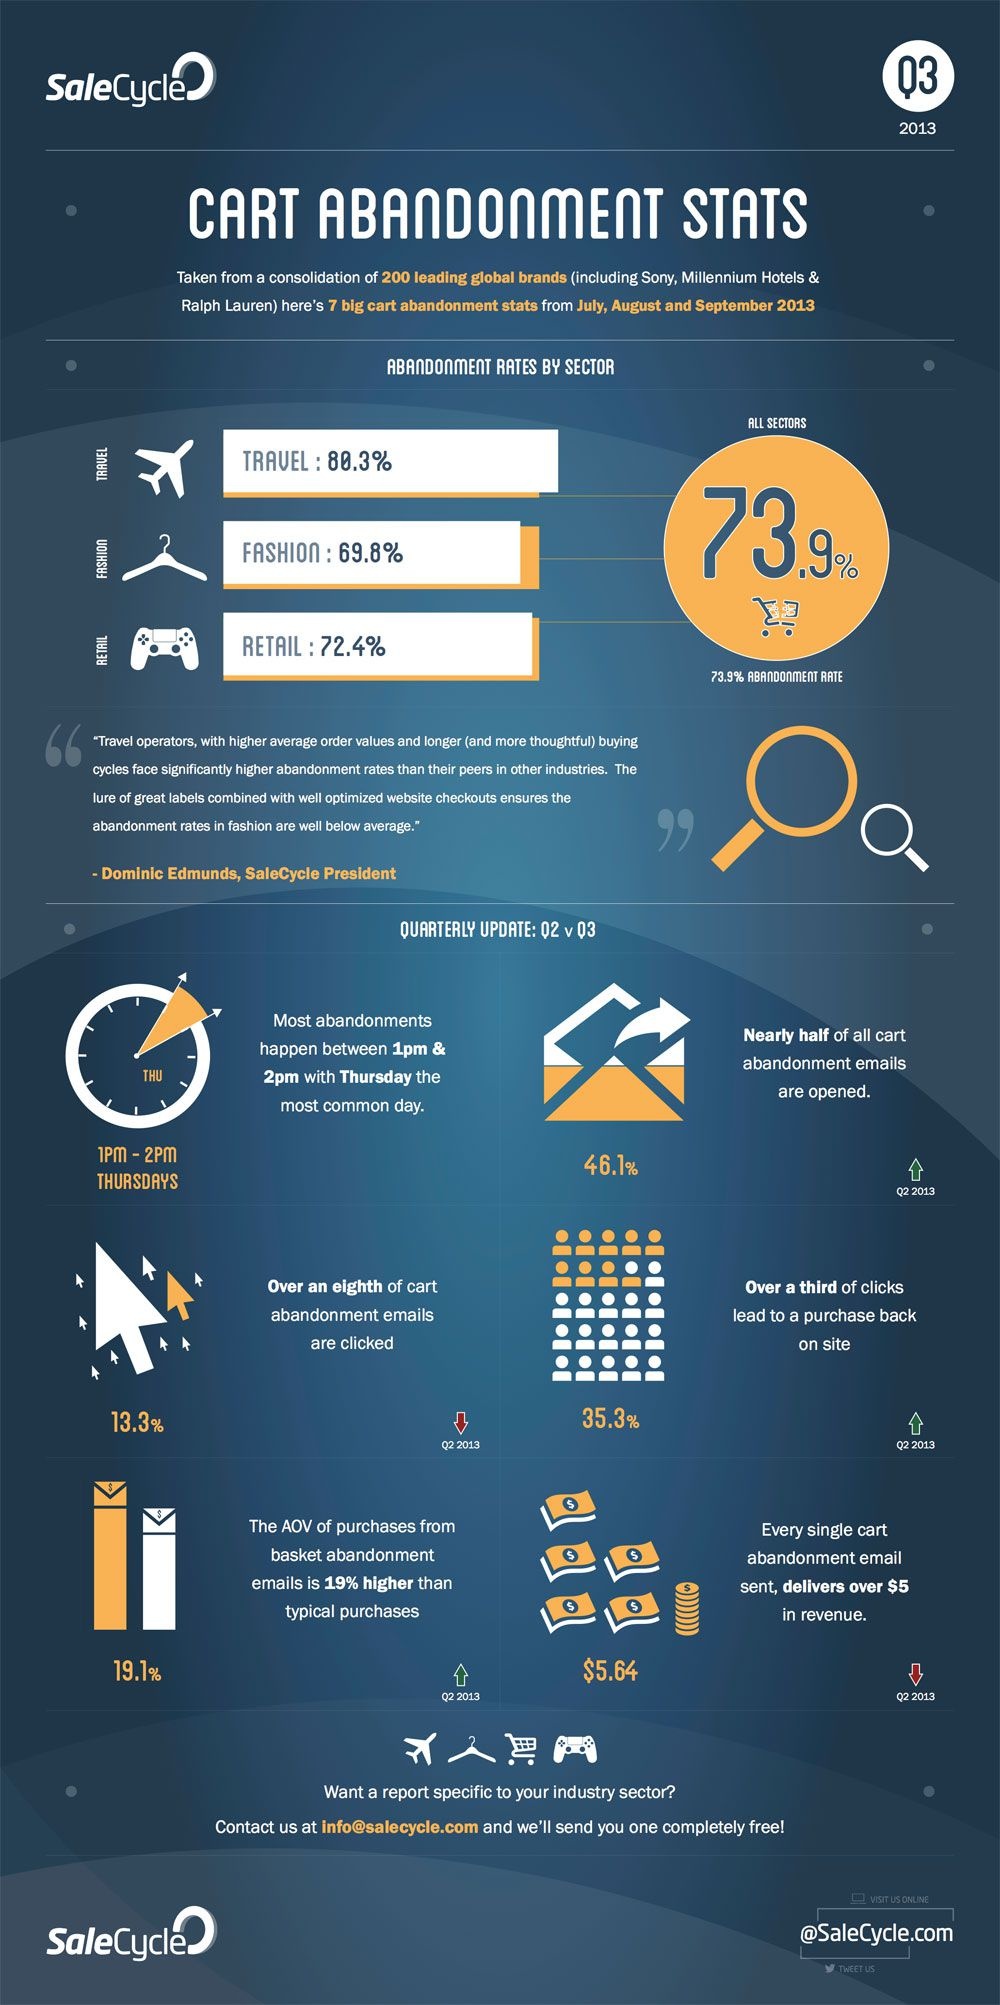 SaleCycle
Q3
2013
CART ABANDONMENT STATS
Taken from a consolidation of 200 leading global brands (including Sony, Millennium Hotels &
Ralph Lauren) here's 7 big cart abandonment stats from July, August and September 2013
ABANDONMENT RATES BY SECTOR
ALL SECTORS
TRAVEL
TRAVEL : 80.3%
73.9%
FASHION
FASHION : 69.8%
RETAIL
RETAIL : 72.4%
73.9% ABANDONMENT RATE
“Travel operators, with higher average order values and longer (and more thoughtful) buying
cycles face significantly higher abandonment rates than their peers in other industries. The
lure of great labels combined with well optimized website checkouts ensures the
abandonment rates in fashion are well below average.”
- Dominic Edmunds, SaleCycle President
QUARTERLY UPDATE: Q2 v Q3
THU
1PM - 2PM
THURSDAYS
Most abandonments
happen between 1pm &
2pm with Thursday the
most common day.
46.1%
Nearly half of all cart
abandonment emails
are opened.
Q2 2013
13.3%
Over an eighth of cart
abandonment emails
are clicked
Q2 2013
35.3%
Over a third of clicks
lead to a purchase back
on site
Q2 2013
$
$
19.1%
The AOV of purchases from
basket abandonment
emails is 19% higher than
typical purchases
Q2 2013
$
$ $
$ $ $
$5.64
Every single cart
abandonment email
sent, delivers over $5
in revenue.
Q2 2013
Want a report specific to your industry sector?
Contact us at info@salecycle.com and we'll send you one completely free!
SaleCycle
VISIT US ONLINE
@SaleCycle.com
TWEET US